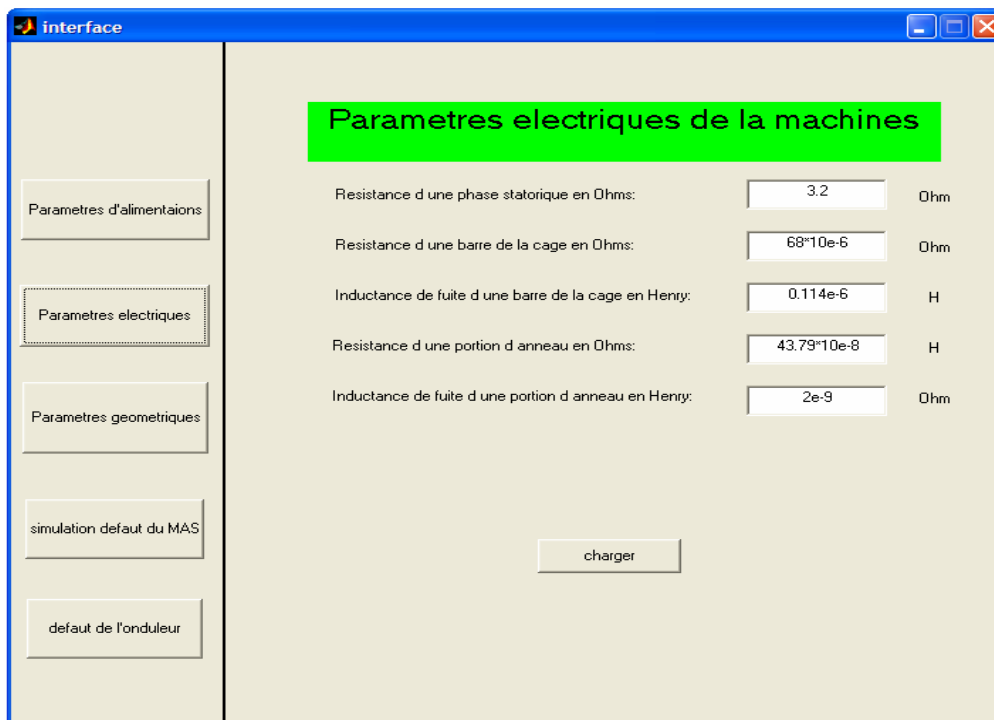 interface
Parametres electriques de la machines
Parametres d'alimentaions
Parametres electriques
Parametres geometriques
simulation defaut du MAS
defaut de l'onduleur
Resistance d une phase statorique en Ohms: 3.2 Ohm
Resistance d une barre de la cage en Ohms: 68*10e-6 Ohm
Inductance de fuite d une barre de la cage en Henry: 0.114e-6 H
Resistance d une portion d anneau en Ohms: 43.79*10e-8 H
Inductance de fuite d une portion d anneau en Henry: 2e-9 Ohm
charger